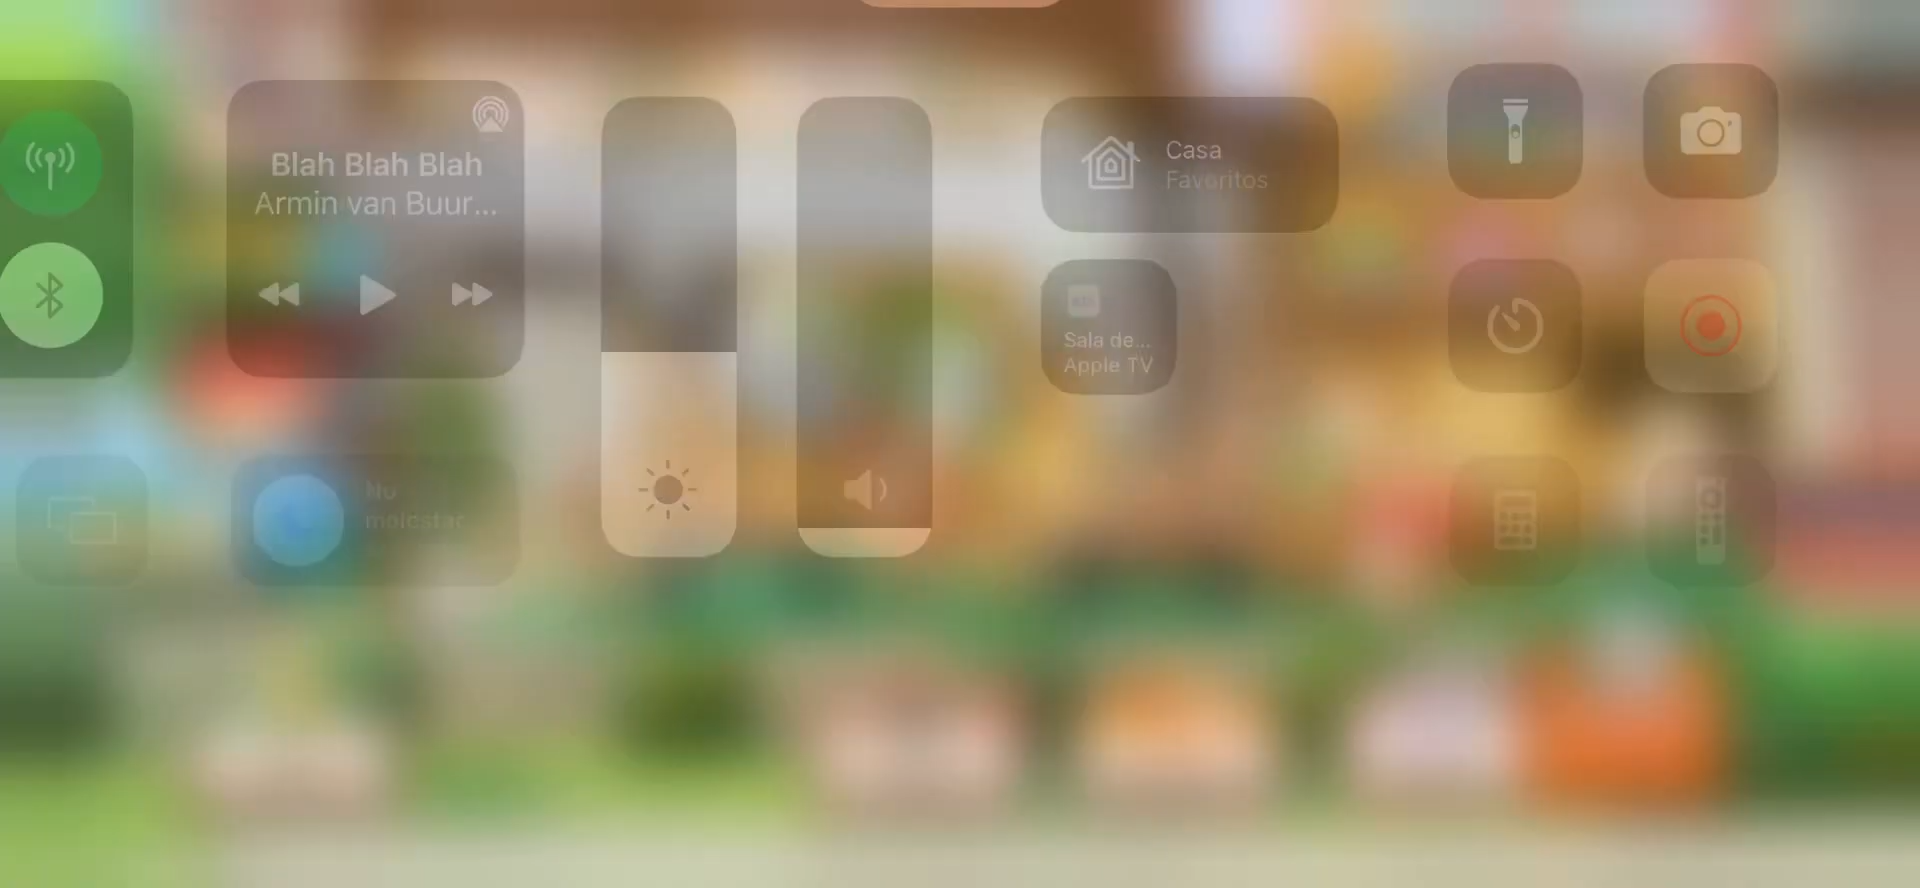 Blah Blah Blah
Armin van Buur...
Casa
Favoritos
Sala de...
Apple TV
No
molestar